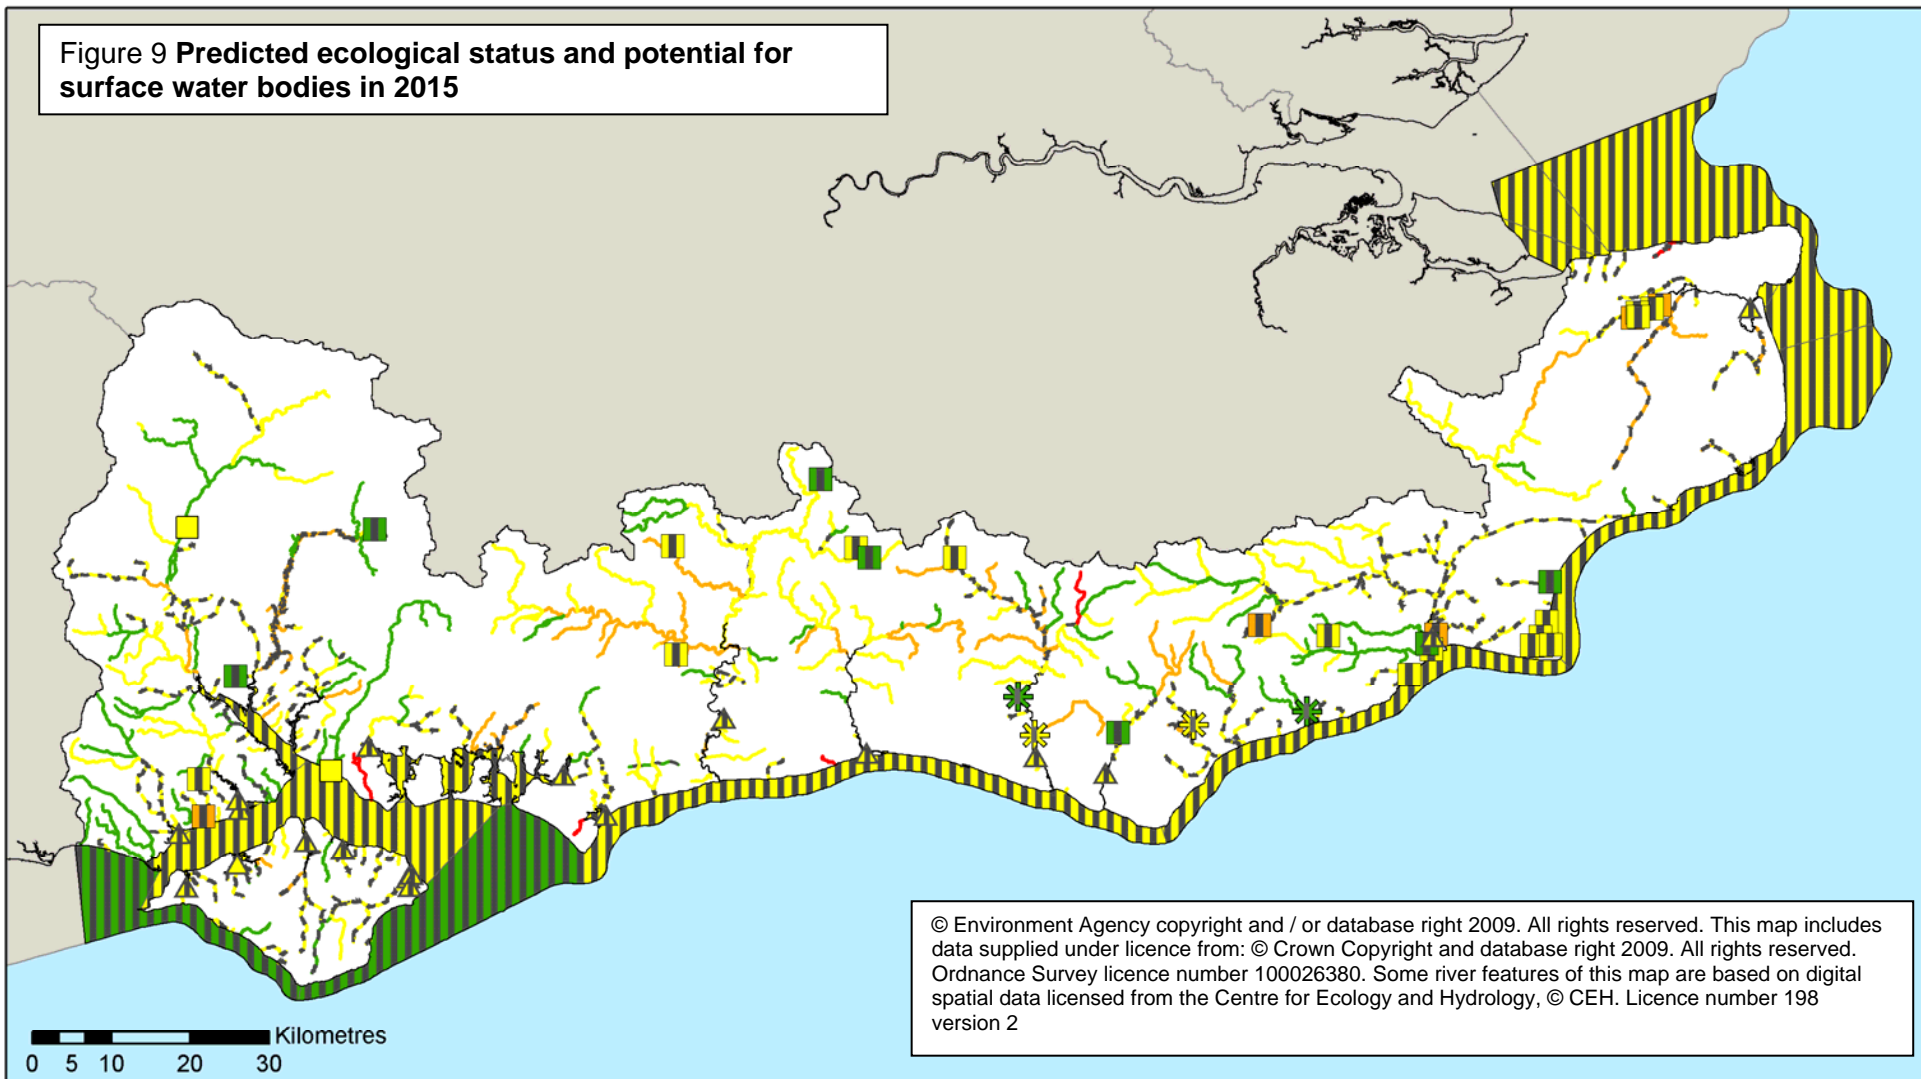 Figure 9 Predicted ecological status and potential for
surface water bodies in 2015
© Environment Agency copyright and / or database right 2009. All rights reserved. This map includes
data supplied under licence from: © Crown Copyright and database right 2009. All rights reserved.
Ordnance Survey licence number 100026380. Some river features of this map are based on digital
spatial data licensed from the Centre for Ecology and Hydrology, © CEH. Licence number 198
version 2
Kilometres
0 5 10 20 30